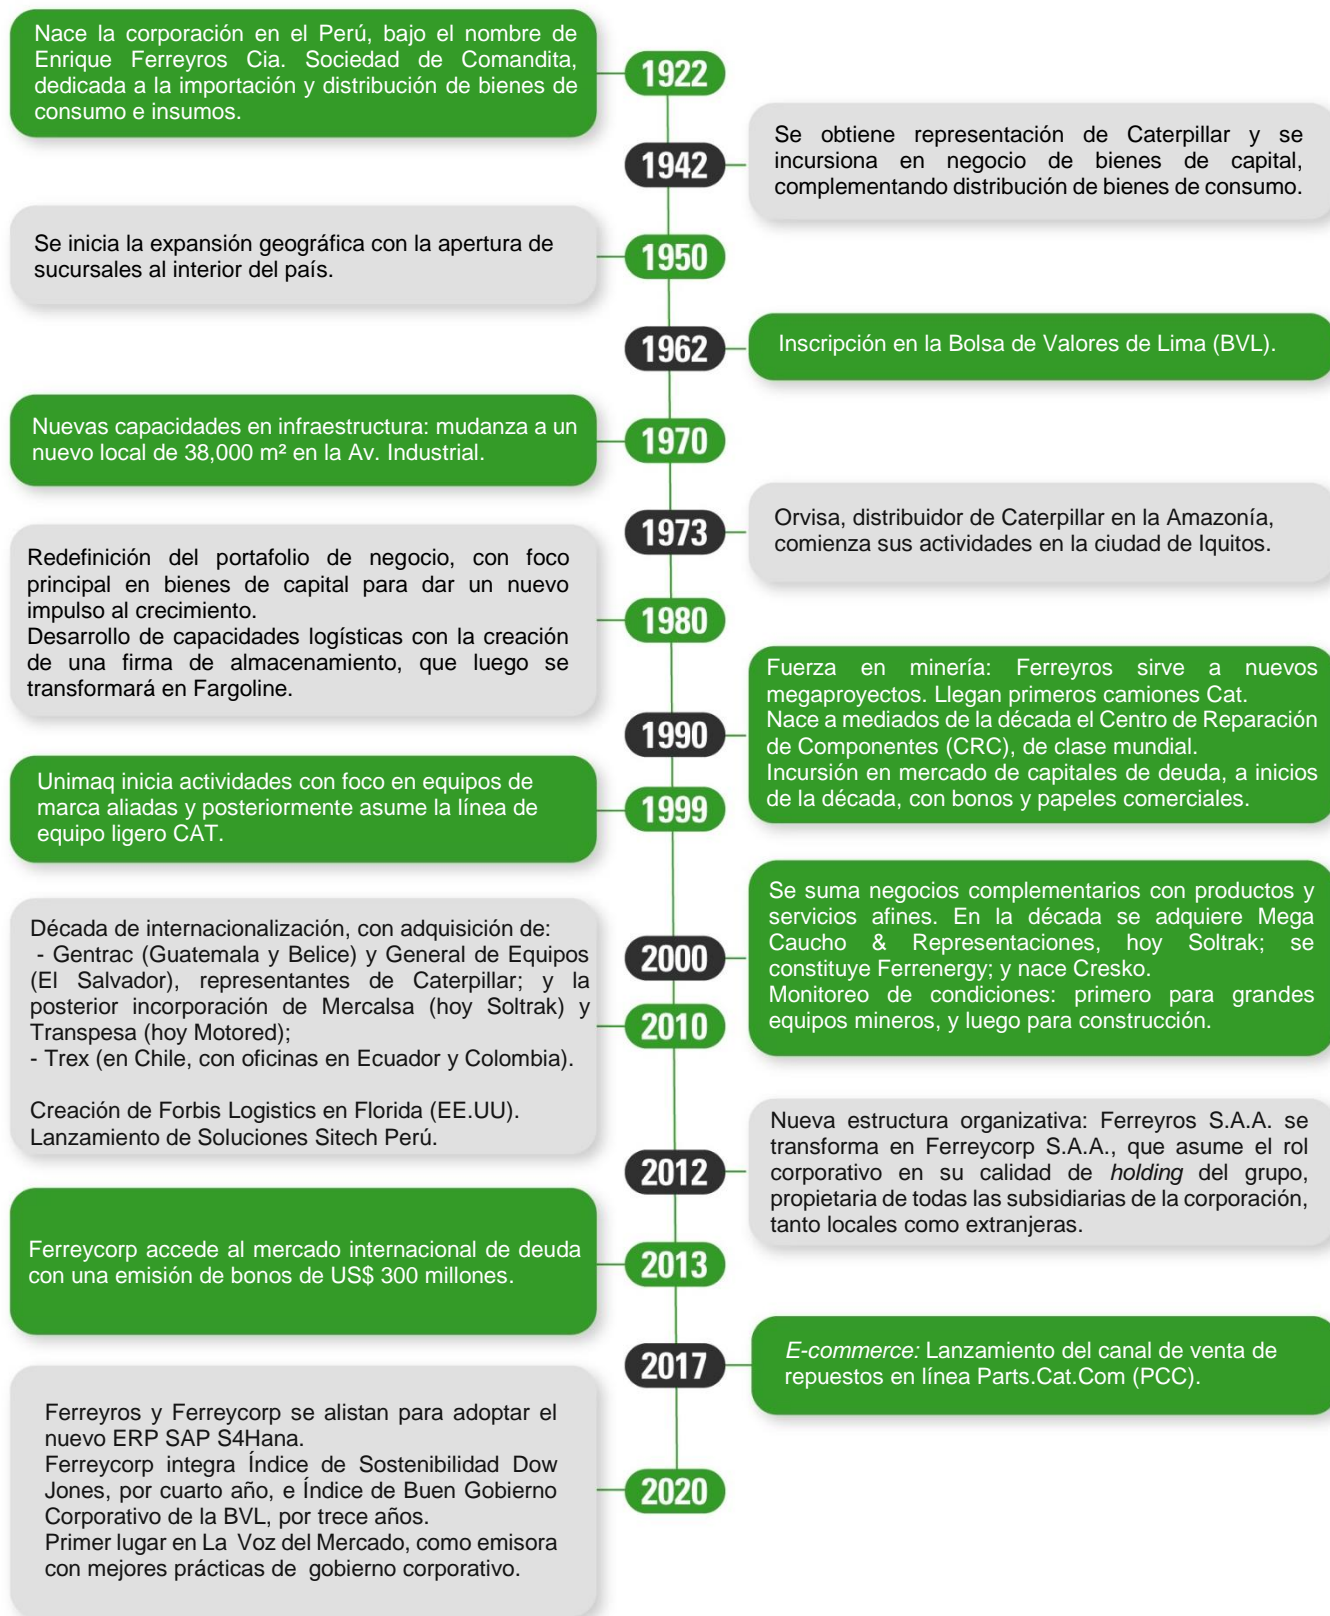 Nace la corporación en el Perú, bajo el nombre de
Enrique Ferreyros Cia. Sociedad de Comandita,
dedicada a la importación y distribución de bienes de
consumo e insumos.
1922
1942
Se obtiene representación de Caterpillar y se
incursiona en negocio de bienes de capital,
complementando distribución de bienes de consumo.
Se inicia la expansión geográfica con la apertura de
sucursales al interior del país.
1950
1962
Inscripción en la Bolsa de Valores de Lima (BVL).
Nuevas capacidades en infraestructura: mudanza a un
nuevo local de 38,000 m² en la Av. Industrial.
1970
1973
Orvisa, distribuidor de Caterpillar en la Amazonía,
comienza sus actividades en la ciudad de Iquitos.
Redefinición del portafolio de negocio, con foco
principal en bienes de capital para dar un nuevo
impulso al crecimiento.
Desarrollo de capacidades logísticas con la creación
de una firma de almacenamiento, que luego se
transformará en Fargoline.
1980
1990
Fuerza en minería: Ferreyros sirve a nuevos
megaproyectos. Llegan primeros camiones Cat.
Nace a mediados de la década el Centro de Reparación
de Componentes (CRC), de clase mundial.
Incursión en mercado de capitales de deuda, a inicios
de la década, con bonos y papeles comerciales.
Unimaq inicia actividades con foco en equipos de
marca aliadas y posteriormente asume la línea de
equipo ligero CAT.
1999
2000
Se suma negocios complementarios con productos y
servicios afines. En la década se adquiere Mega
Caucho & Representaciones, hoy Soltrak; se
constituye Ferrenergy; y nace Cresko.
Monitoreo de condiciones: primero para grandes
equipos mineros, y luego para construcción.
Década de internacionalización, con adquisición de:
- Gentrac (Guatemala y Belice) y General de Equipos
(El Salvador), representantes de Caterpillar; y la
posterior incorporación de Mercalsa (hoy Soltrak) y
Transpesa (hoy Motored);
- Trex (en Chile, con oficinas en Ecuador y Colombia).
Creación de Forbis Logistics en Florida (EE.UU).
Lanzamiento de Soluciones Sitech Perú.
2010
2012
Nueva estructura organizativa: Ferreyros S.A.A. se
transforma en Ferreycorp S.A.A., que asume el rol
corporativo en su calidad de holding del grupo,
propietaria de todas las subsidiarias de la corporación,
tanto locales como extranjeras.
Ferreycorp accede al mercado internacional de deuda
con una emisión de bonos de US$ 300 millones.
2013
2017
E-commerce: Lanzamiento del canal de venta de
repuestos en línea Parts.Cat.Com (PCC).
Ferreyros y Ferreycorp se alistan para adoptar el
nuevo ERP SAP S4Hana.
Ferreycorp integra Índice de Sostenibilidad Dow
Jones, por cuarto año, e Índice de Buen Gobierno
Corporativo de la BVL, por trece años.
Primer lugar en La Voz del Mercado, como emisora
con mejores prácticas de gobierno corporativo.
2020